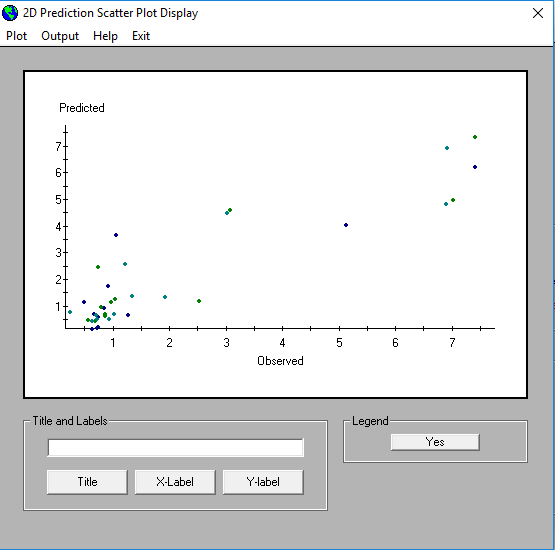 2D Prediction Scatter Plot Display
Plot Output Help Exit
Predicted
7
6
5
4
3
2
1
1 2 3 4 5 6 7
Observed
Title and Labels
Legend
Yes
Title X-Label Y-label